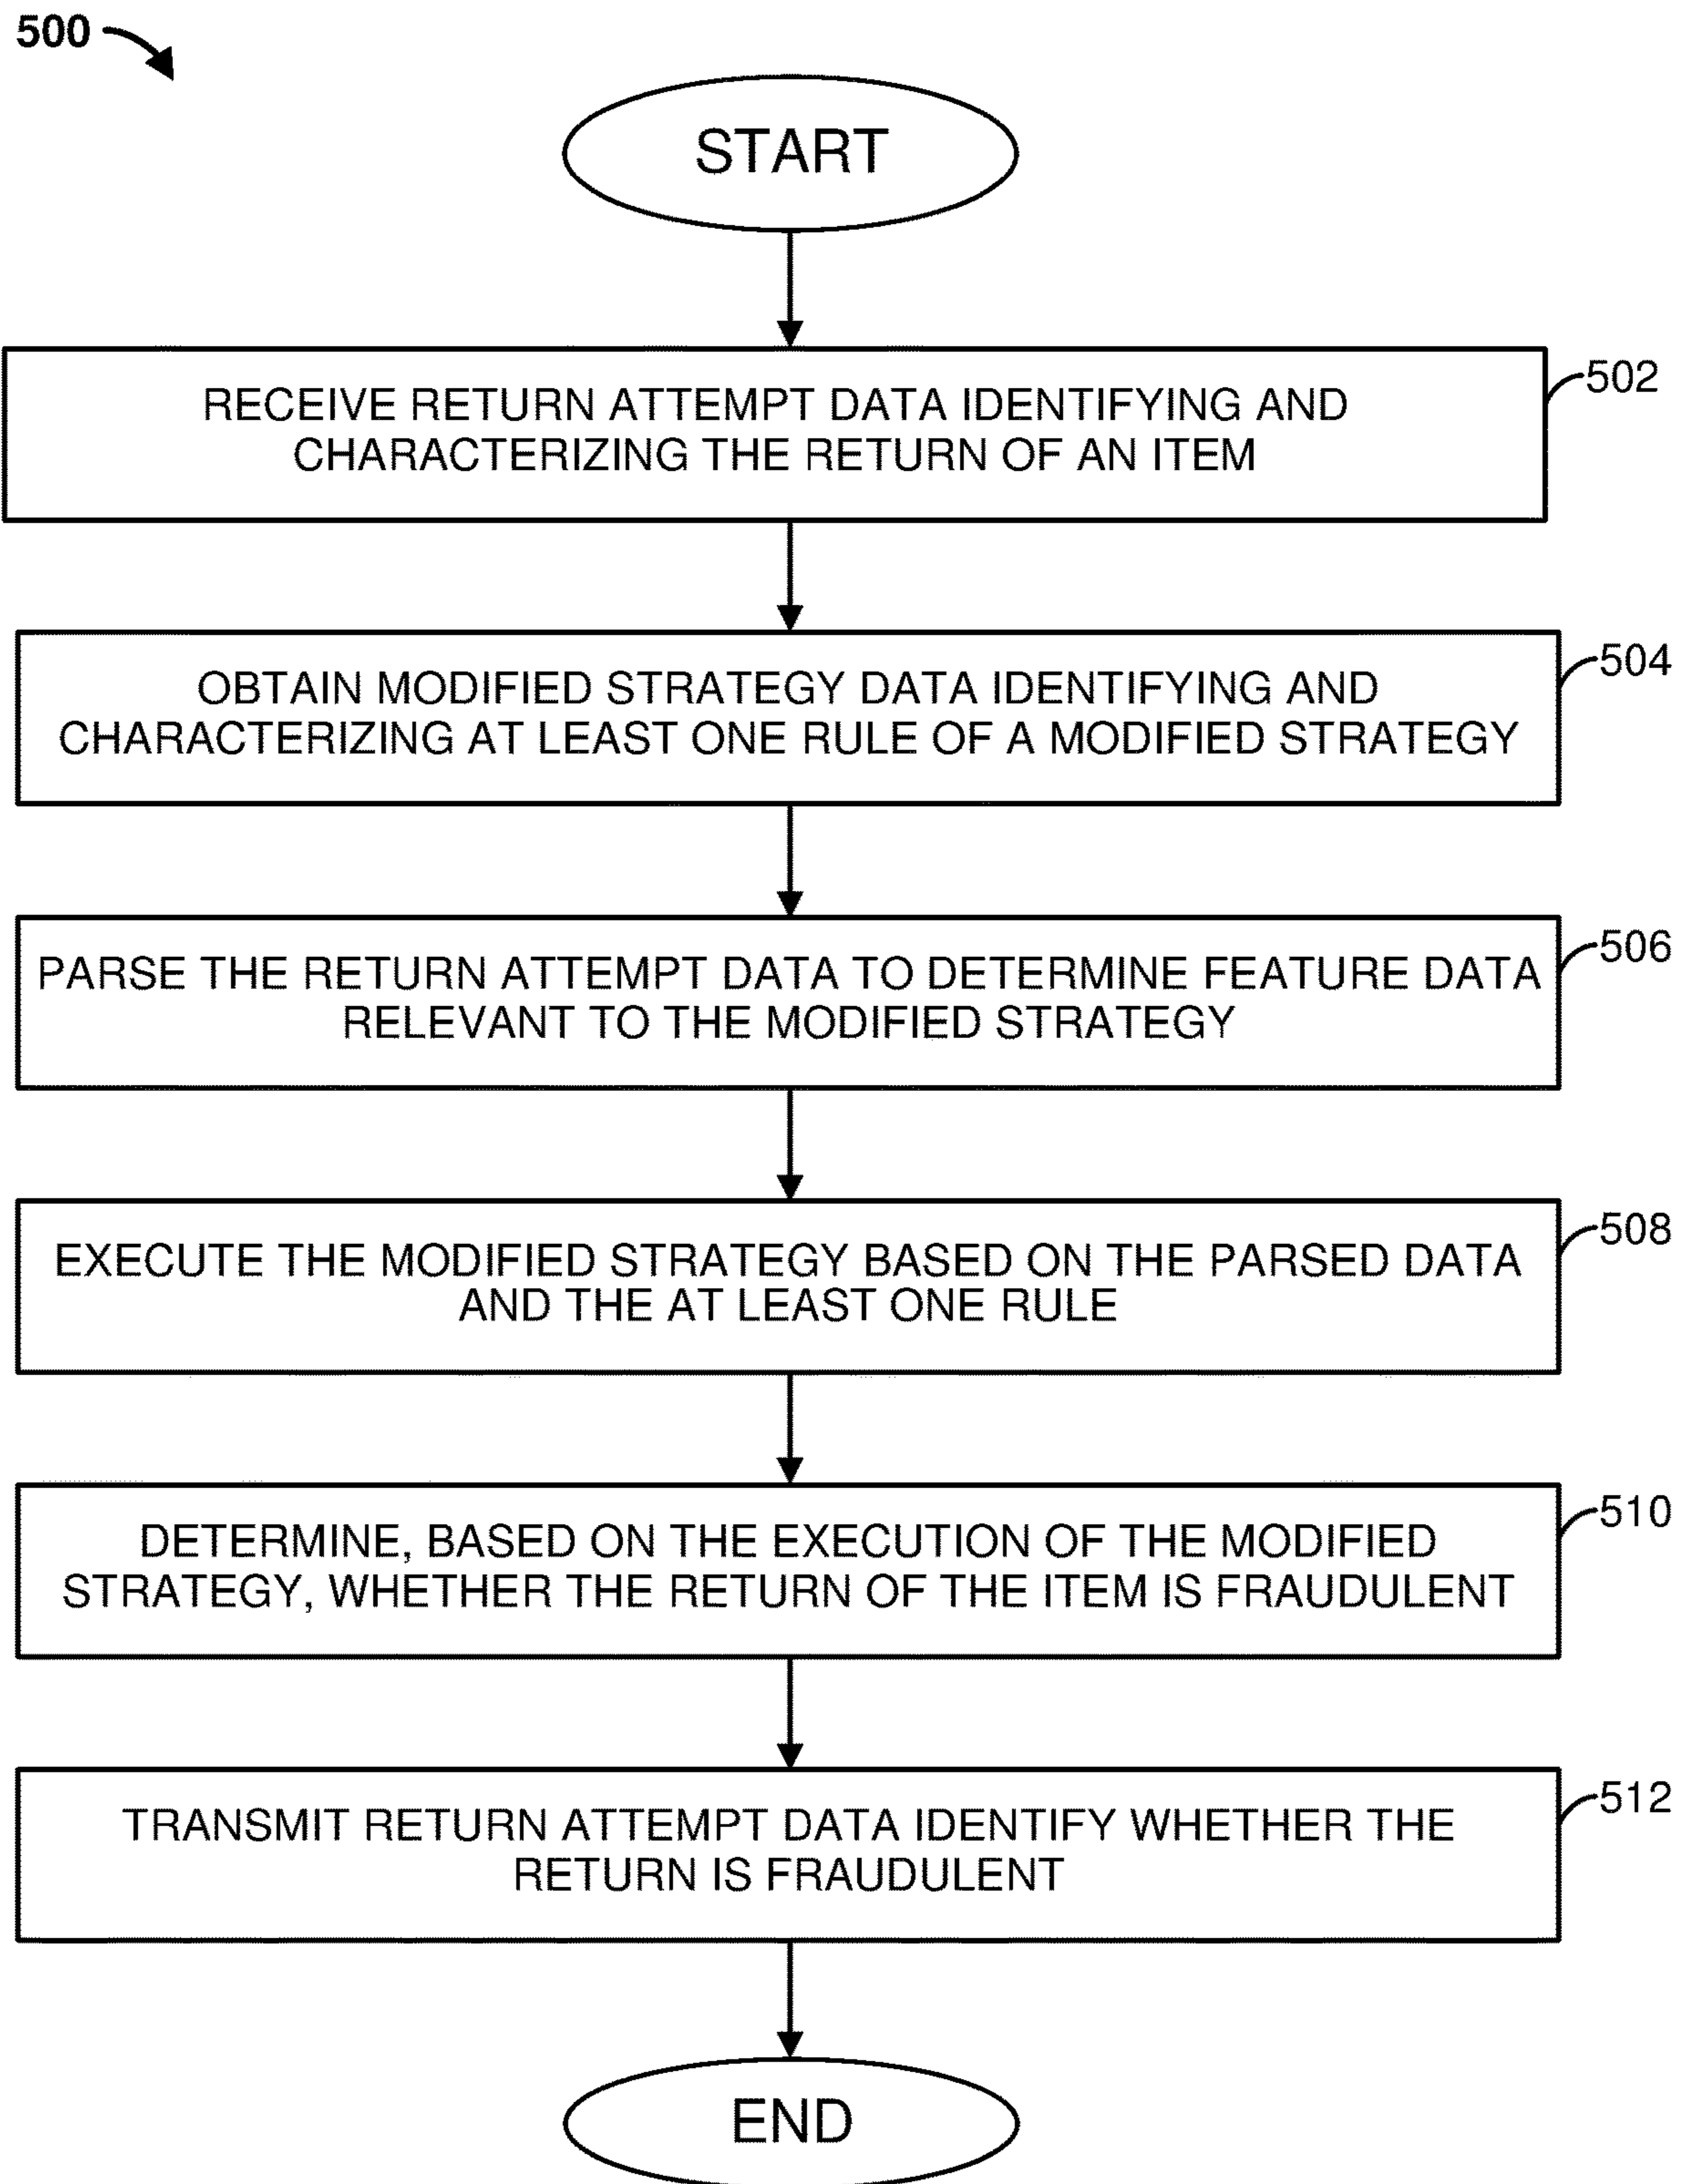 500
START
RECEIVE RETURN ATTEMPT DATA IDENTIFYING AND
CHARACTERIZING THE RETURN OF AN ITEM
502
OBTAIN MODIFIED STRATEGY DATA IDENTIFYING AND
CHARACTERIZING AT LEAST ONE RULE OF A MODIFIED STRATEGY
504
PARSE THE RETURN ATTEMPT DATA TO DETERMINE FEATURE DATA
RELEVANT TO THE MODIFIED STRATEGY
506
EXECUTE THE MODIFIED STRATEGY BASED ON THE PARSED DATA
AND THE AT LEAST ONE RULE
508
DETERMINE, BASED ON THE EXECUTION OF THE MODIFIED
STRATEGY, WHETHER THE RETURN OF THE ITEM IS FRAUDULENT
510
TRANSMIT RETURN ATTEMPT DATA IDENTIFY WHETHER THE
RETURN IS FRAUDULENT
512
END